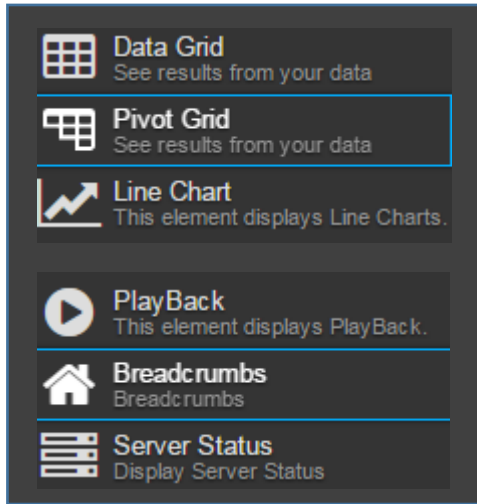 Data Grid
See results from your data
Pivot Grid
See results from your data
Line Chart
This element displays Line Charts.
PlayBack
This element displays PlayBack.
Breadcrumbs
Breadcrumbs
Server Status
Display Server Status